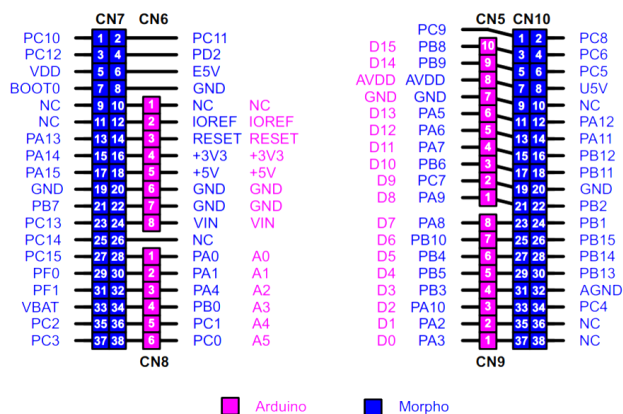 CN7 CN6 CN5 CN10
PC10 1 2 PC11 PC9 1 2 PC8
PC12 3 4 PD2 D15 PB8 10 3 4 PC6
VDD 5 6 E5V D14 PB9 9 5 6 PC5
BOOT0 7 8 GND AVDD AVDD 8 7 8 U5V
NC 9 10 1 NC NC GND GND 7 9 10 NC
NC 11 12 2 IOREF IOREF D13 PA5 6 11 12 PA12
PA13 13 14 3 RESET RESET D12 PA6 5 13 14 PA11
PA14 15 16 4 +3V3 +3V3 D11 PA7 4 15 16 PB12
PA15 17 18 5 +5V +5V D10 PB6 3 17 18 PB11
GND 19 20 6 GND GND D9 PC7 2 19 20 GND
PB7 21 22 7 GND GND D8 PA9 1 21 22 PB2
PC13 23 24 8 VIN VIN D7 PA8 8 23 24 PB1
PC14 25 26 NC D6 PB10 7 25 26 PB15
PC15 27 28 1 PA0 A0 D5 PB4 6 27 28 PB14
PF0 29 30 2 PA1 A1 D4 PB5 5 29 30 PB13
PF1 31 32 3 PA4 A2 D3 PB3 4 31 32 AGND
VBAT 33 34 4 PB0 A3 D2 PA10 3 33 34 PC4
PC2 35 36 5 PC1 A4 D1 PA2 2 35 36 NC
PC3 37 38 6 PC0 A5 D0 PA3 1 37 38 NC
CN8 CN9
Arduino Morpho